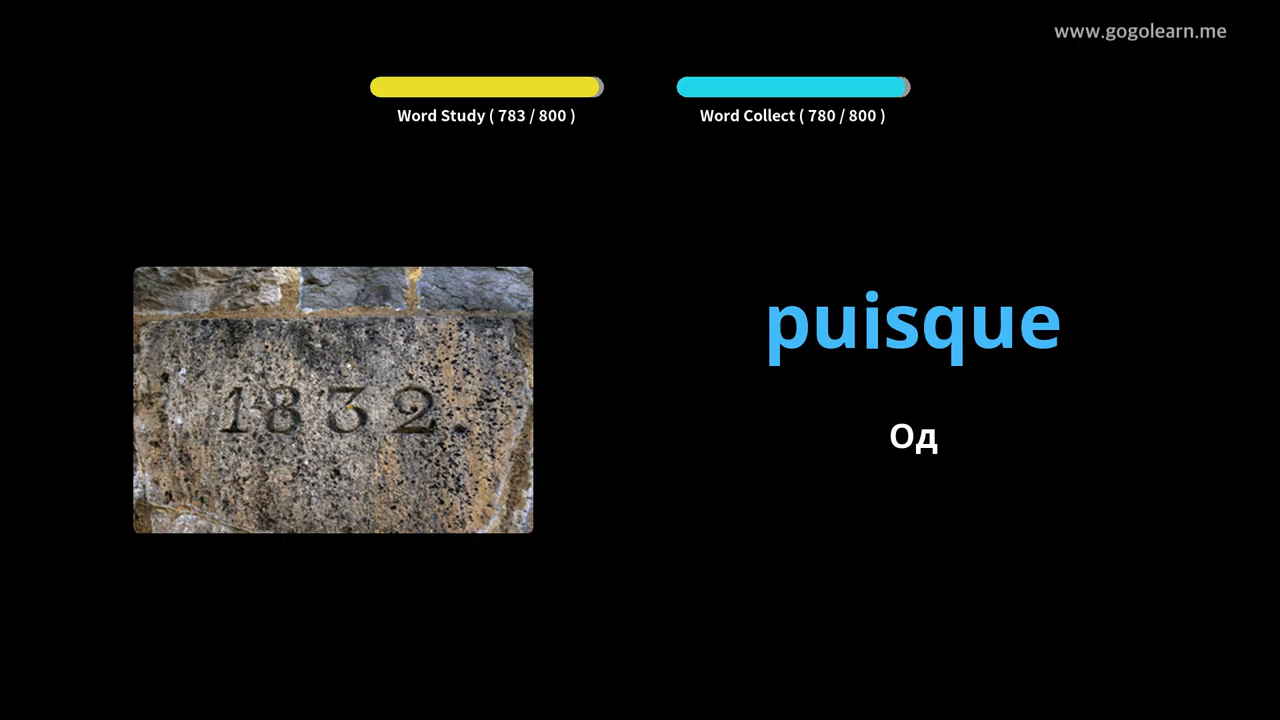 www.gogolearn.me
Word Study ( 783 / 800 )
Word Collect ( 780 / 800 )
puisque
1832.
Од